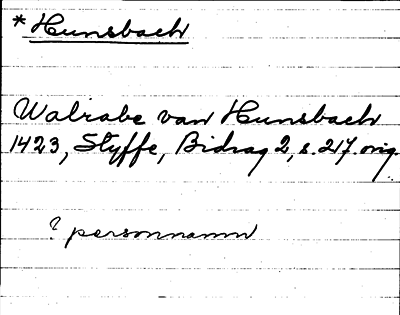 * Hunsbach
Walrabe van Hunsbach
1423, Styffe, Bidrag 2, s. 217. orig.
? personnamn